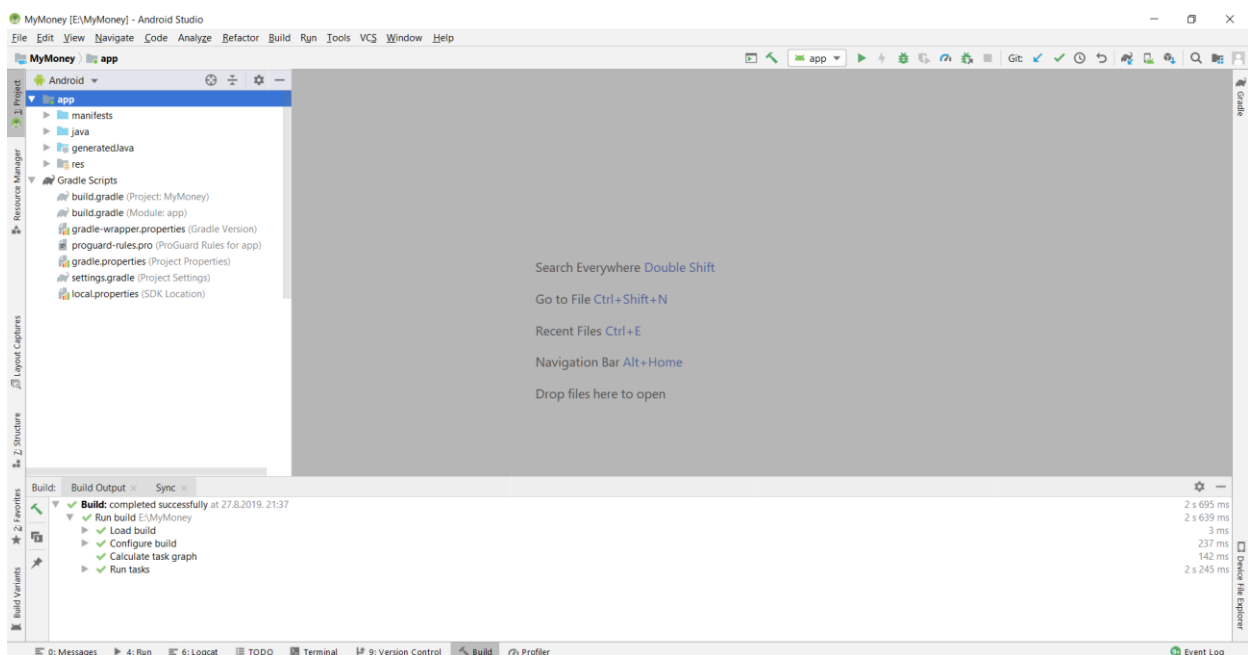 MyMoney [E:\MyMoney] - Android Studio
File Edit View Navigate Code Analyze Refactor Build Run Tools VCS Window Help
MyMoney app
app
Git:
1: Project
Resource Manager
Layout Captures
Z: Structure
2: Favorites
Build Variants
Android
app
manifests
java
generatedJava
res
Gradle Scripts
build.gradle (Project: MyMoney)
build.gradle (Module: app)
gradle-wrapper.properties (Gradle Version)
proguard-rules.pro (ProGuard Rules for app)
gradle.properties (Project Properties)
settings.gradle (Project Settings)
local.properties (SDK Location)
Search Everywhere Double Shift
Go to File Ctrl+Shift+N
Recent Files Ctrl+E
Navigation Bar Alt+Home
Drop files here to open
Gradle
Device File Explorer
Build: Build Output Sync
Build: completed successfully at 27.8.2019. 21:37 2 s 695 ms
Run build E:\MyMoney 2 s 639 ms
Load build 3 ms
Configure build 237 ms
Calculate task graph 142 ms
Run tasks 2 s 245 ms
0: Messages 4: Run 6: Logcat TODO Terminal 9: Version Control Build Profiler Event Log